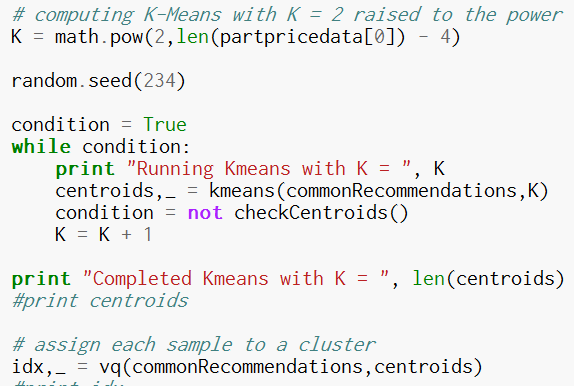 # computing K-Means with K = 2 raised to the power
K = math.pow(2,len(partpricedata[0]) - 4)
random.seed(234)
condition = True
while condition:
    print "Running Kmeans with K = ", K
    centroids,_ = kmeans(commonRecommendations,K)
    condition = not checkCentroids()
    K = K + 1
print "Completed Kmeans with K = ", len(centroids)
#print centroids
# assign each sample to a cluster
idx,_ = vq(commonRecommendations,centroids)
#print idx